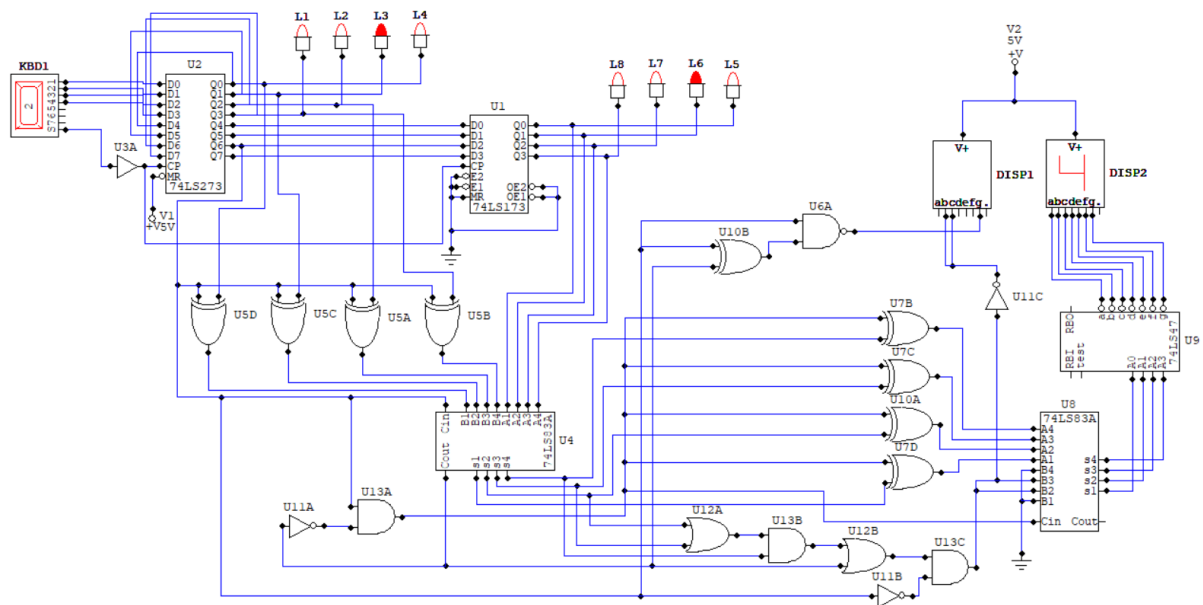 L1 L2 L3 L4
V2
5V
+V
KBD1
2
S7654321
U2
D0 Q0
D1 Q1
D2 Q2
D3 Q3
D4 Q4
D5 Q5
D6 Q6
D7 Q7
CP
MR
74LS273
U3A
V1
+V5V
L8 L7 L6 L5
U1
D0 Q0
D1 Q1
D2 Q2
D3 Q3
CP
E2
E1 OE2
MR OE1
74LS173
V+
abcdefg.
DISP1
V+
abcdefg.
DISP2
U6A
U10B
U11C
U5D
U5C
U5A
U5B
U7B
U7C
U10A
U7D
RBO a b c d e f g
RBI test A0 A1 A2 A3
74LS47
U9
Cin B1 B2 B3 B4 A1 A2 A3 A4
Cout s1 s2 s3 s4
74LS83A
U4
U8
74LS83A
A4
A3
A2
A1
B4 s4
B3 s3
B2 s2
B1 s1
Cin Cout
U11A
U13A
U12A
U13B
U12B
U13C
U11B